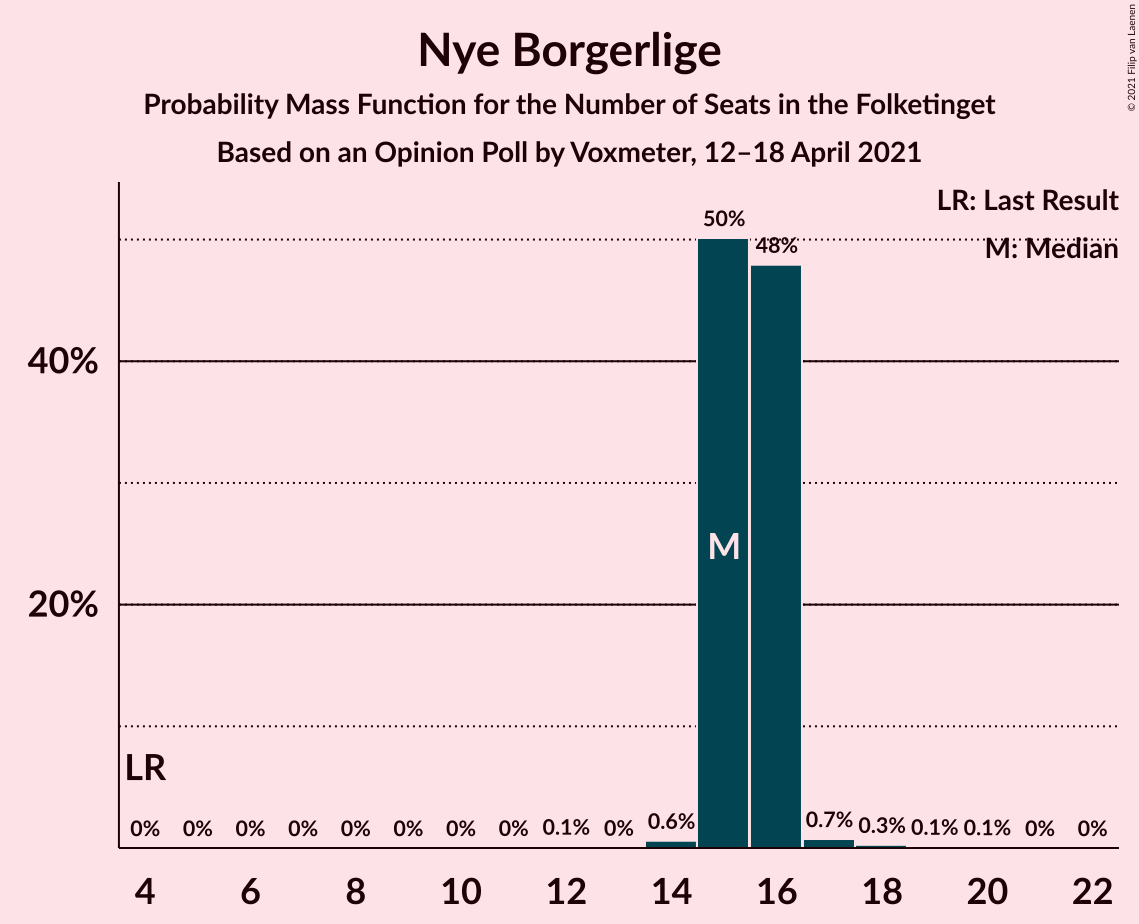 Nye Borgerlige
Probability Mass Function for the Number of Seats in the Folketinget
Based on an Opinion Poll by Voxmeter, 12–18 April 2021
© 2021 Filip van Laenen
LR: Last Result
M: Median
50%
48%
40%
M
20%
LR
0% 0% 0% 0% 0% 0% 0% 0% 0.1% 0% 0.6% 0.7% 0.3% 0.1% 0.1% 0% 0%
4 6 8 10 12 14 16 18 20 22